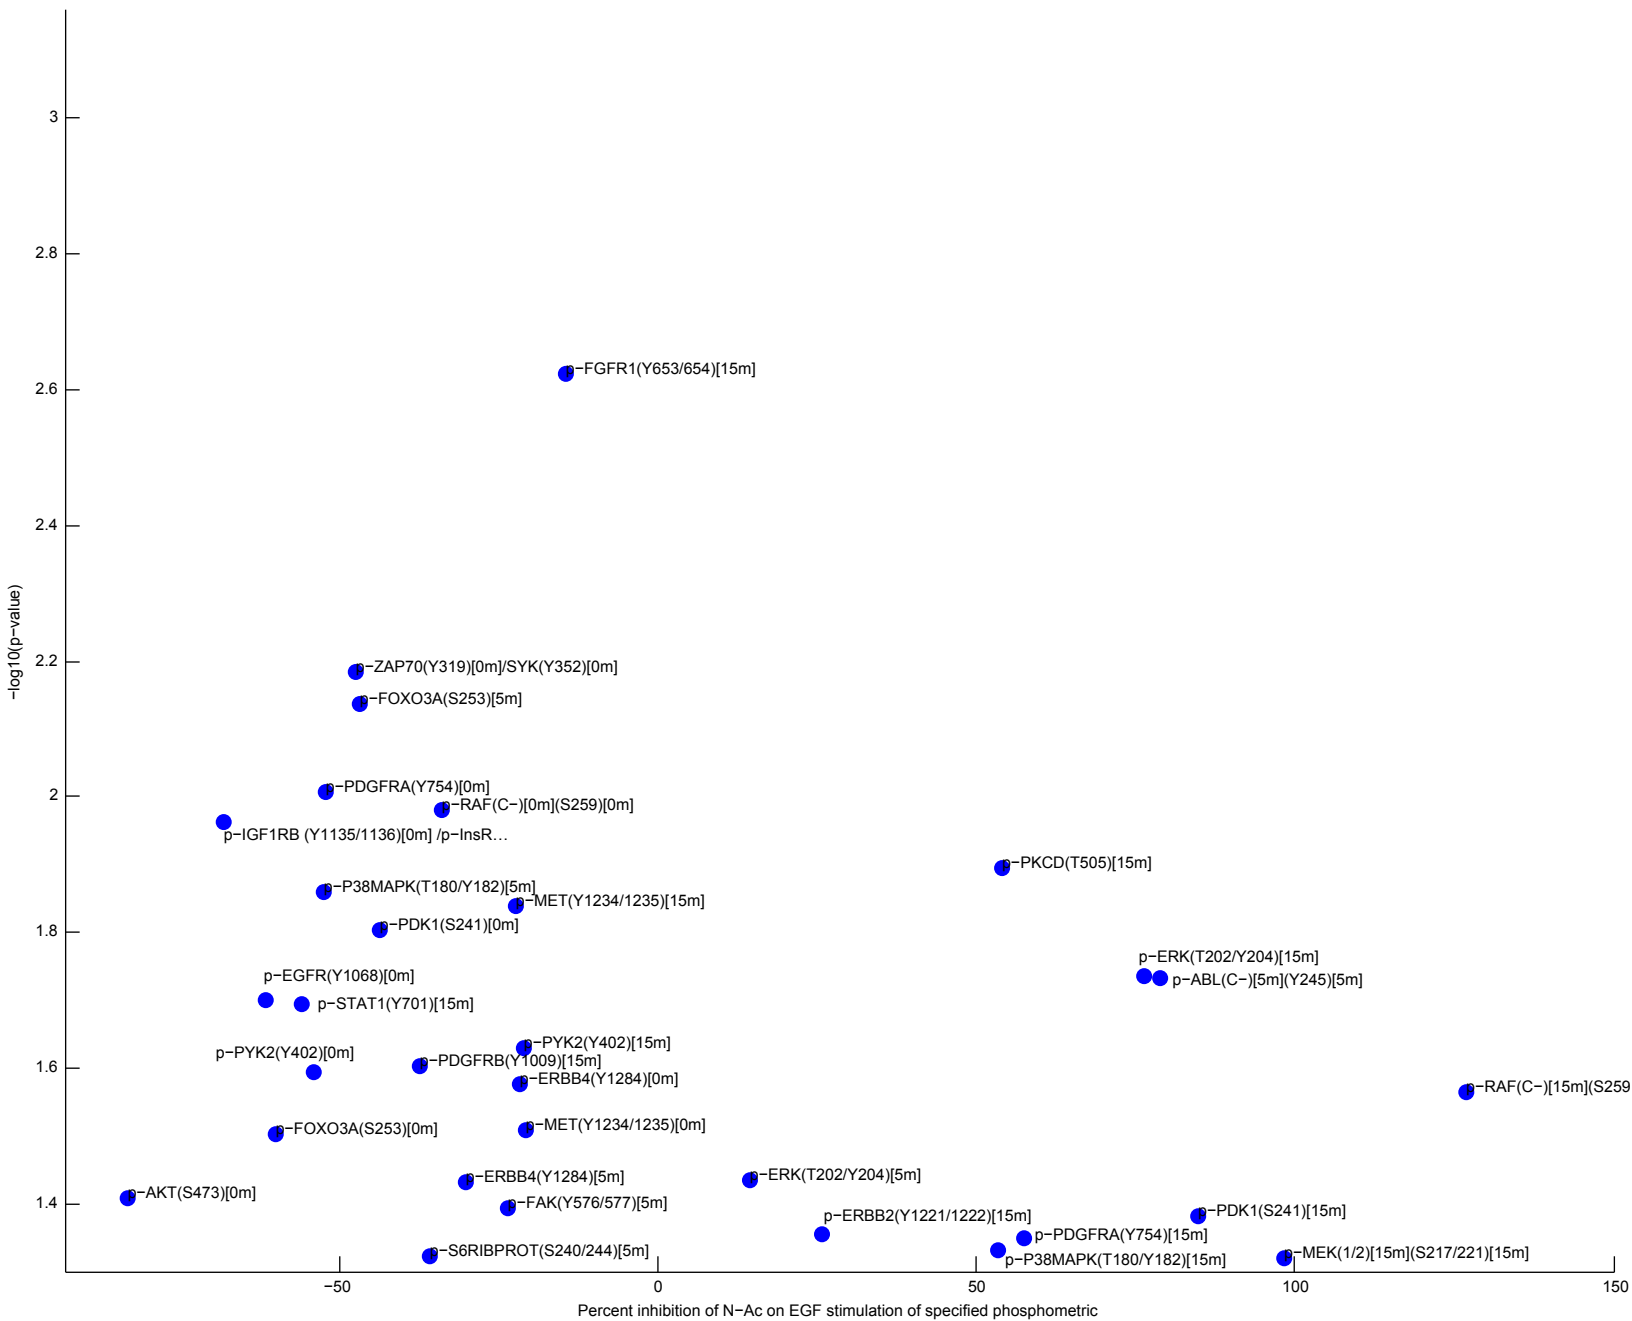 3
2.8
p−FGFR1(Y653/654)[15m]
2.6
2.4
−log10(p−value)
2.2
p−ZAP70(Y319)[0m]/SYK(Y352)[0m]
p−FOXO3A(S253)[5m]
p−PDGFRA(Y754)[0m]
2
p−RAF(C−)[0m](S259)[0m]
p−IGF1RB (Y1135/1136)[0m] /p−InsR…
p−PKCD(T505)[15m]
p−P38MAPK(T180/Y182)[5m]
p−MET(Y1234/1235)[15m]
p−PDK1(S241)[0m]
1.8
p−ERK(T202/Y204)[15m]
p−ABL(C−)[5m](Y245)[5m]
p−EGFR(Y1068)[0m]
p−STAT1(Y701)[15m]
p−PYK2(Y402)[15m]
p−PYK2(Y402)[0m]
p−PDGFRB(Y1009)[15m]
1.6
p−ERBB4(Y1284)[0m]
p−RAF(C−)[15m](S259
p−MET(Y1234/1235)[0m]
p−FOXO3A(S253)[0m]
p−ERBB4(Y1284)[5m]
p−ERK(T202/Y204)[5m]
p−AKT(S473)[0m]
1.4
p−FAK(Y576/577)[5m]
p−PDK1(S241)[15m]
p−ERBB2(Y1221/1222)[15m]
p−PDGFRA(Y754)[15m]
p−S6RIBPROT(S240/244)[5m]
p−P38MAPK(T180/Y182)[15m]
p−MEK(1/2)[15m](S217/221)[15m]
−50 0 50 100 150
Percent inhibition of N−Ac on EGF stimulation of specified phosphometric